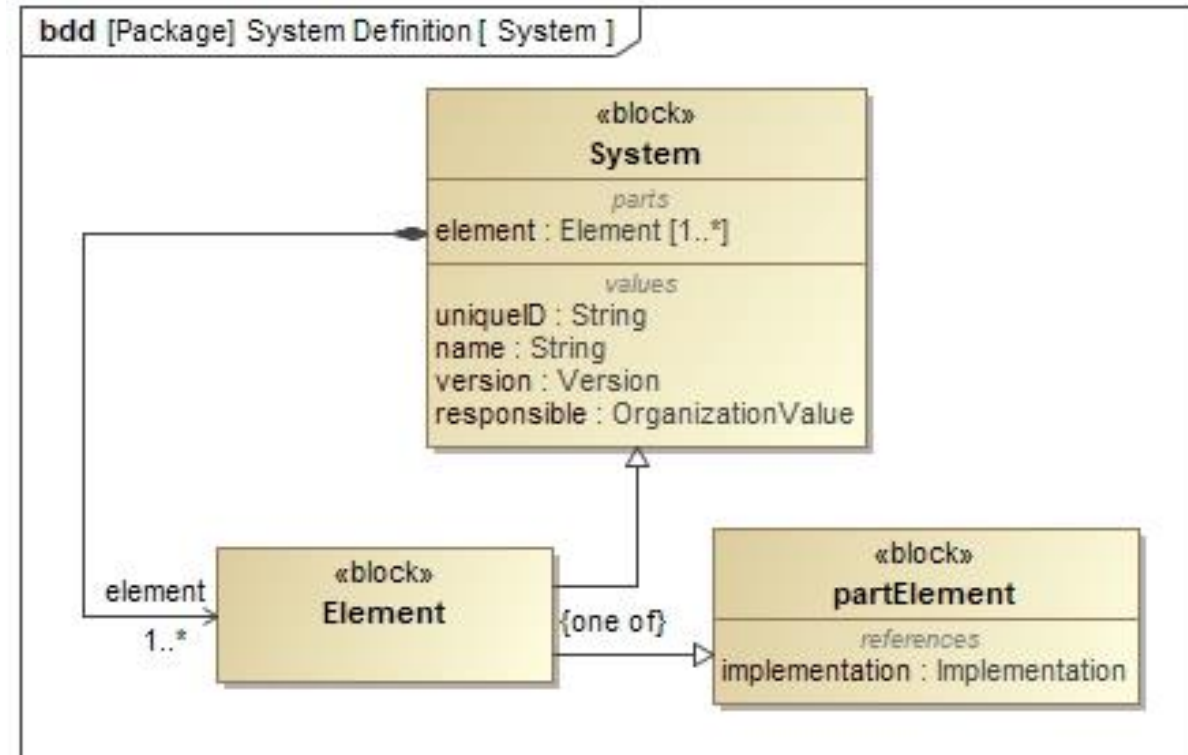 bdd [Package] System Definition [ System ]
«block»
System
parts
element : Element [1..*]
values
uniqueID : String
name : String
version : Version
responsible : OrganizationValue
element
1..*
«block»
Element
{one of}
«block»
partElement
references
implementation : Implementation